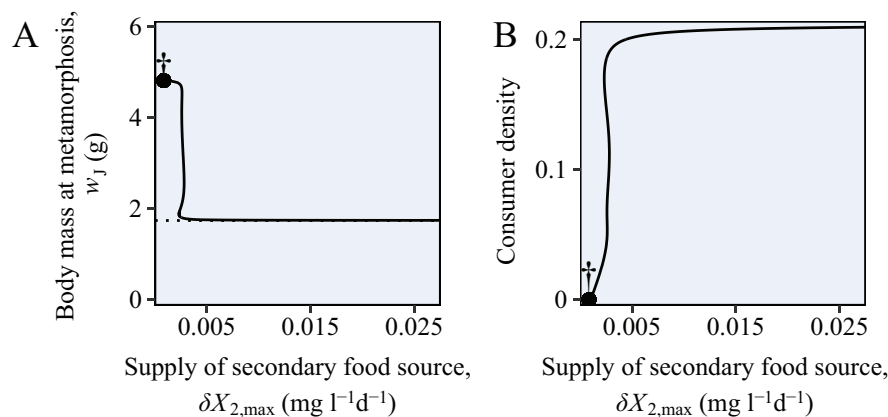 A
Body mass at metamorphosis,
w_J (g)
6
4
2
0
†
0.005
0.015
0.025
Supply of secondary food source,
δX₂,max (mg l⁻¹d⁻¹)
B
Consumer density
0.2
0.1
0
†
0.005
0.015
0.025
Supply of secondary food source,
δX₂,max (mg l⁻¹d⁻¹)